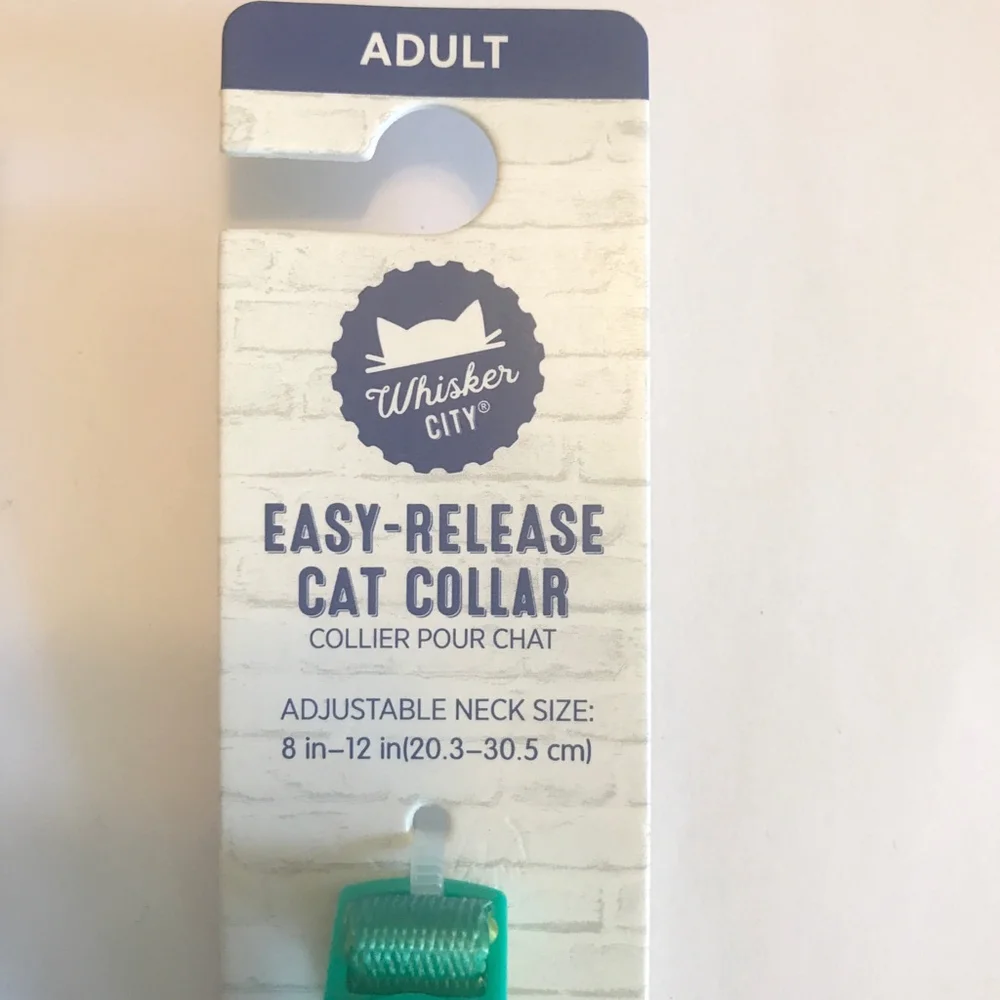 ADULT
Whisker
CITY®
EASY-RELEASE
CAT COLLAR
COLLIER POUR CHAT
ADJUSTABLE NECK SIZE:
8 in–12 in(20.3–30.5 cm)